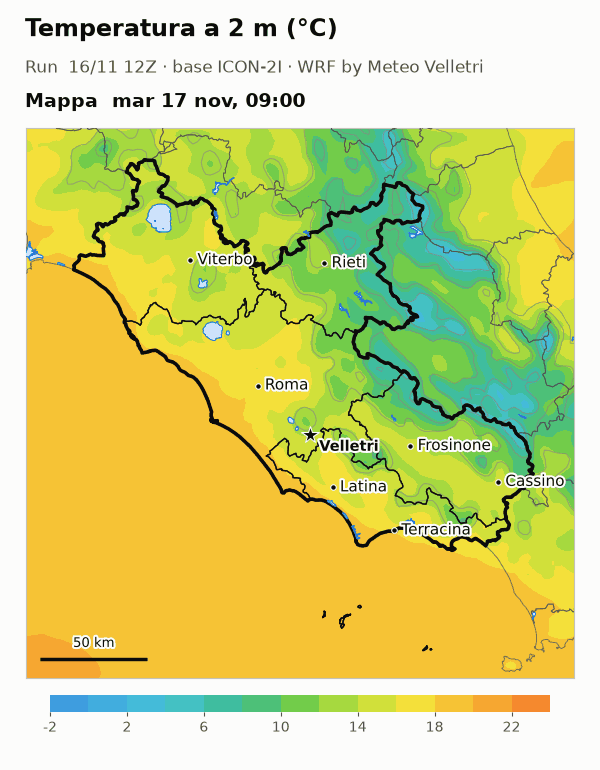 Temperatura a 2 m (°C)
Run  16/11 12Z · base ICON-2I · WRF by Meteo Velletri
Mappa  mar 17 nov, 09:00
Viterbo
Rieti
Roma
Velletri
Frosinone
Cassino
Latina
Terracina
50 km
-2 2 6 10 14 18 22